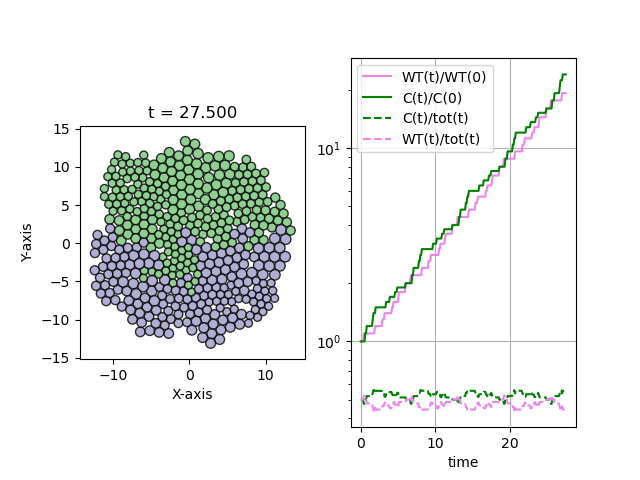 t = 27.500
15
10
5
0
−5
−10
−15
Y-axis
−10
0
10
X-axis
WT(t)/WT(0)
C(t)/C(0)
C(t)/tot(t)
WT(t)/tot(t)
10¹
10⁰
0
10
20
time